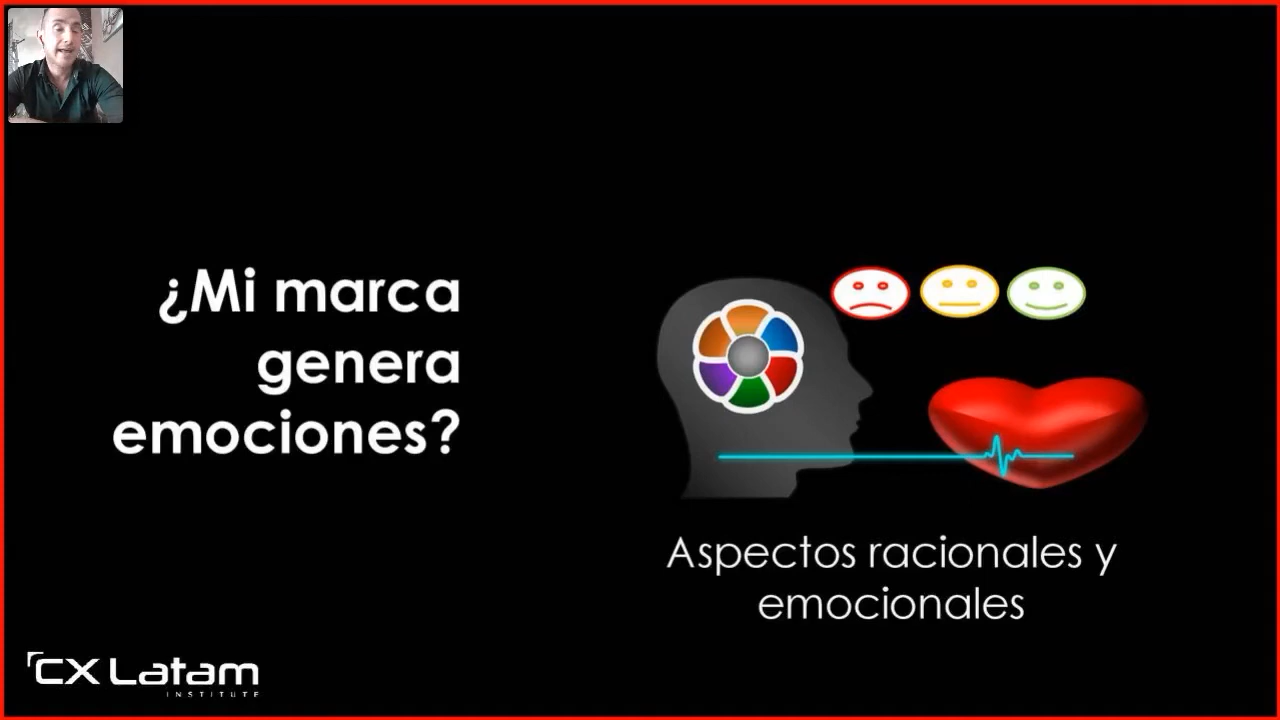 ¿Mi marca
genera
emociones?
Aspectos racionales y
emocionales
CX Latam
INSTITUTE